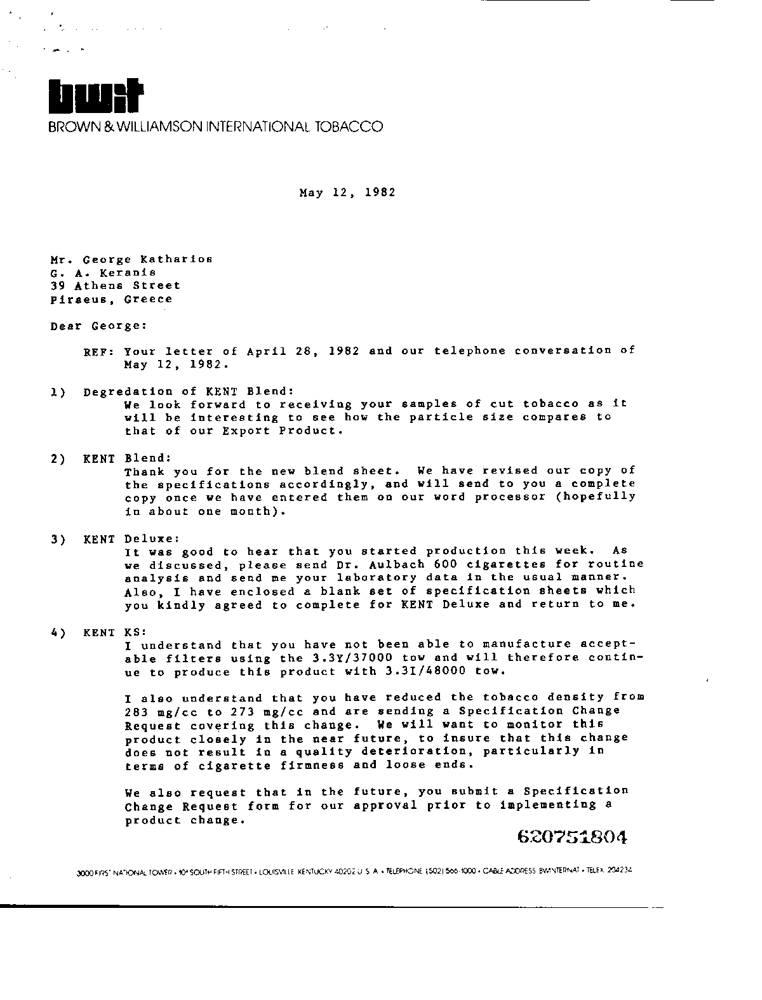 bwit
BROWN & WILLIAMSON INTERNATIONAL TOBACCO
May 12, 1982
Mr. George Katharios
G. A. Keranis
39 Athens Street
Piraeus, Greece
Dear George:
REF: Your letter of April 28, 1982 and our telephone conversation of
May 12, 1982.
1) Degredation of KENT Blend:
We look forward to receiving your samples of cut tobacco as it
will be interesting to see how the particle size compares to
that of our Export Product.
2) KENT Blend:
Thank you for the new blend sheet. We have revised our copy of
the specifications accordingly, and will send to you a complete
copy once we have entered them on our word processor (hopefully
in about one month).
3) KENT Deluxe:
It was good to hear that you started production this week. As
we discussed, please send Dr. Aulbach 600 cigarettes for routine
analysis and send me your laboratory data in the usual manner.
Also, I have enclosed a blank set of specification sheets which
you kindly agreed to complete for KENT Deluxe and return to me.
4) KENT KS:
I understand that you have not been able to manufacture accept-
able filters using the 3.3Y/37000 tow and will therefore contin-
ue to produce this product with 3.3I/48000 tow.
I also understand that you have reduced the tobacco density from
283 mg/cc to 273 mg/cc and are sending a Specification Change
Request covering this change. We will want to monitor this
product closely in the near future, to insure that this change
does not result in a quality deterioration, particularly in
terms of cigarette firmness and loose ends.
We also request that in the future, you submit a Specification
Change Request form for our approval prior to implementing a
product change.
620751804
3000 FIRST NATIONAL TOWER • 101 SOUTH FIFTH STREET • LOUISVILLE KENTUCKY 40202 U. S. A. • TELEPHONE (502) 566-1000 • CABLE ADDRESS BWINTERNAT • TELEX 204234